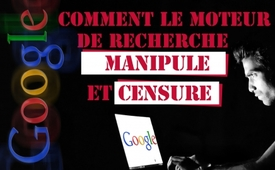 Google
COMMENT LE MOTEUR
DE RECHERCHE
MANIPULE
ET CENSURE
Google